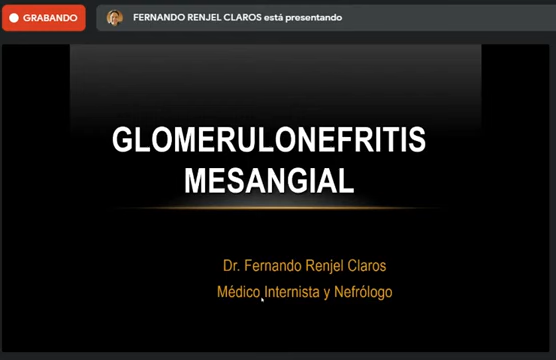 GRABANDO
FERNANDO RENJEL CLAROS está presentando
GLOMERULONEFRITIS
MESANGIAL
Dr. Fernando Renjel Claros
Médico Internista y Nefrólogo